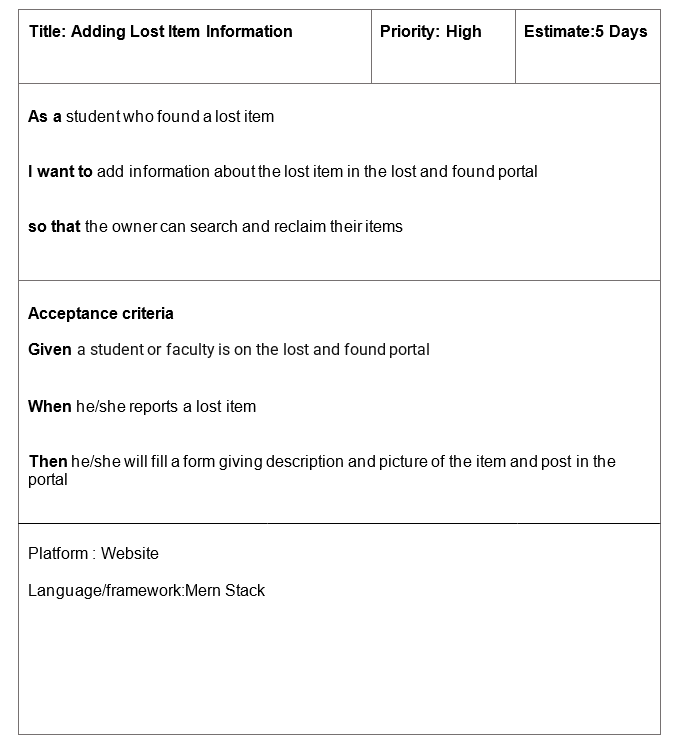 Title: Adding Lost Item Information
Priority: High
Estimate:5 Days
As a student who found a lost item
I want to add information about the lost item in the lost and found portal
so that the owner can search and reclaim their items
Acceptance criteria
Given a student or faculty is on the lost and found portal
When he/she reports a lost item
Then he/she will fill a form giving description and picture of the item and post in the
portal
Platform : Website
Language/framework:Mern Stack